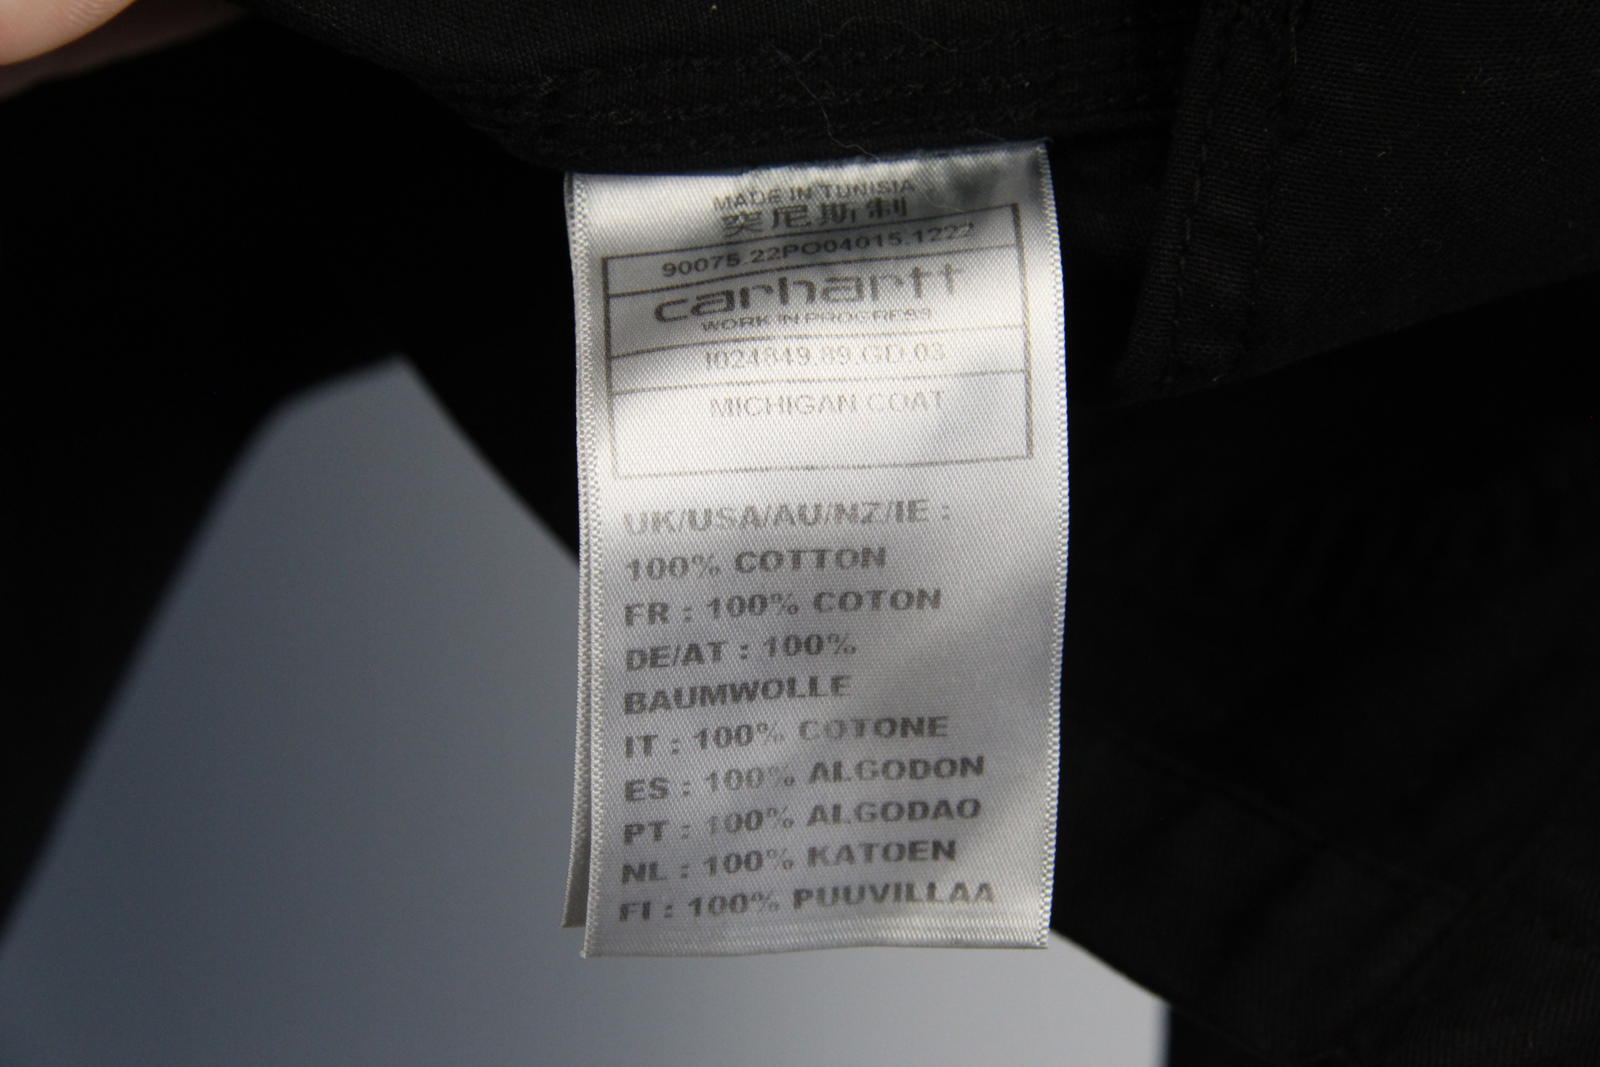 MADE IN TUNISIA
突尼斯 制
90075.22PO04015.1222
carhartt
WORK IN PROGRESS
I024849.89.GD.03
MICHIGAN COAT
UK/USA/AU/NZ/IE :
100% COTTON
FR : 100% COTON
DE/AT : 100%
BAUMWOLLE
IT : 100% COTONE
ES : 100% ALGODON
PT : 100% ALGODAO
NL : 100% KATOEN
FI : 100% PUUVILLAA